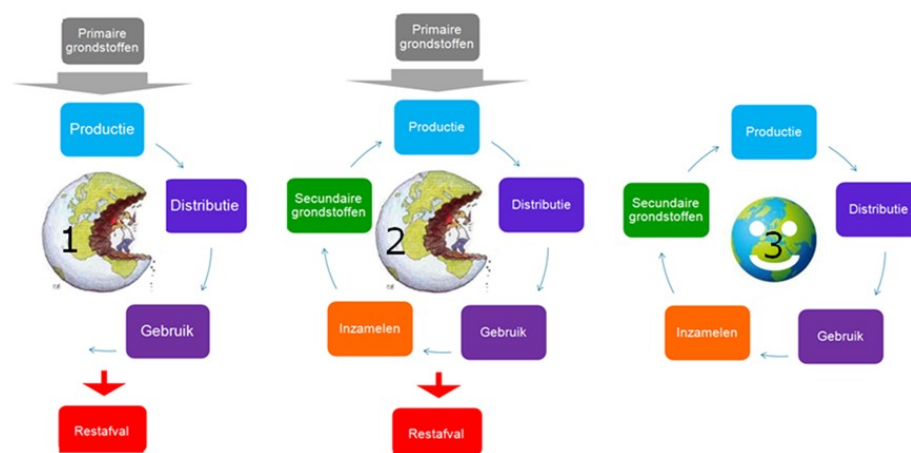 Primaire
grondstoffen
Productie
Distributie
1
Gebruik
Restafval
Primaire
grondstoffen
Productie
Secundaire
grondstoffen
Distributie
2
Inzamelen
Gebruik
Restafval
Productie
Secundaire
grondstoffen
Distributie
3
Inzamelen
Gebruik